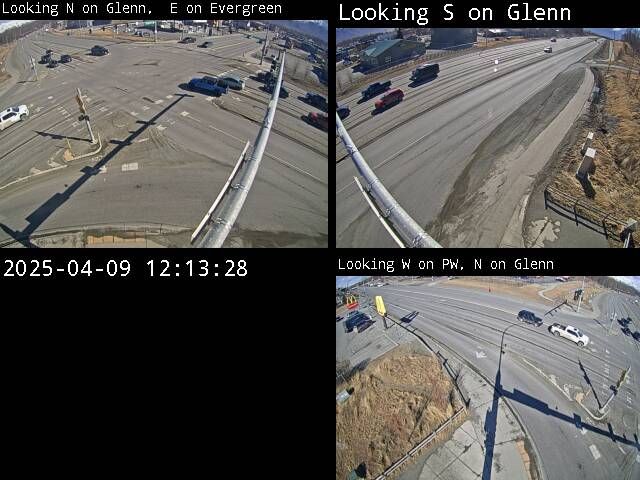 Looking N on Glenn,  E on Evergreen
Looking S on Glenn
2025-04-09 12:13:28
Looking W on PW, N on Glenn